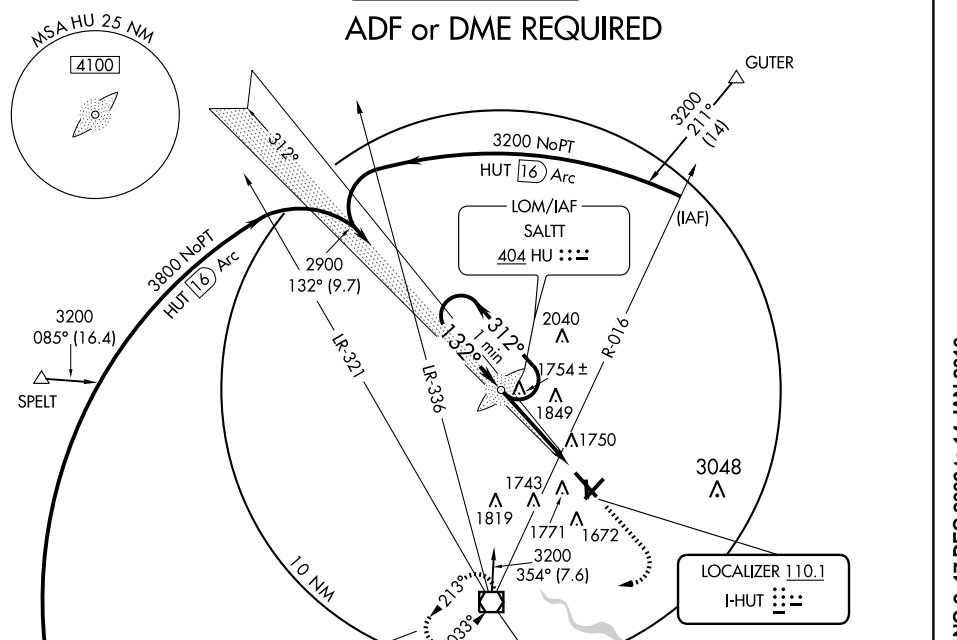 ADF or DME REQUIRED
MSA HU 25 NM
4100
GUTER
3200
211°
(14)
3200 NoPT
HUT 16 Arc
(IAF)
312°
LOM/IAF
SALTT
404 HU
3800 NoPT
HUT 16 Arc
2900
132° (9.7)
3200
085° (16.4)
SPELT
LR-321
LR-336
R-016
132°
312°
1 min
2040
1754 ±
1849
1750
3048
1743
1819
1771
1672
3200
354° (7.6)
10 NM
213°
033°
LOCALIZER 110.1
I-HUT